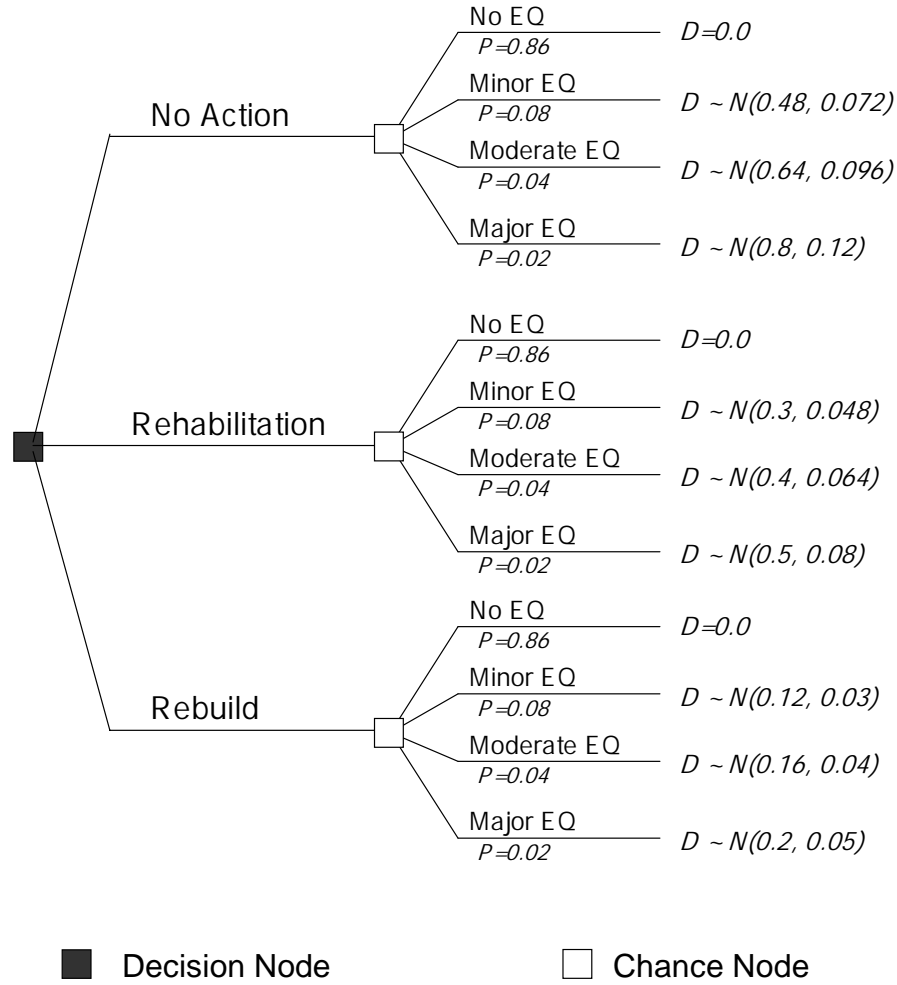 No EQ
P=0.86
D=0.0
Minor EQ
P=0.08
D ~ N(0.48, 0.072)
No Action
Moderate EQ
P=0.04
D ~ N(0.64, 0.096)
Major EQ
P=0.02
D ~ N(0.8, 0.12)
No EQ
P=0.86
D=0.0
Minor EQ
P=0.08
D ~ N(0.3, 0.048)
Rehabilitation
Moderate EQ
P=0.04
D ~ N(0.4, 0.064)
Major EQ
P=0.02
D ~ N(0.5, 0.08)
No EQ
P=0.86
D=0.0
Minor EQ
P=0.08
D ~ N(0.12, 0.03)
Rebuild
Moderate EQ
P=0.04
D ~ N(0.16, 0.04)
Major EQ
P=0.02
D ~ N(0.2, 0.05)
Decision Node
Chance Node